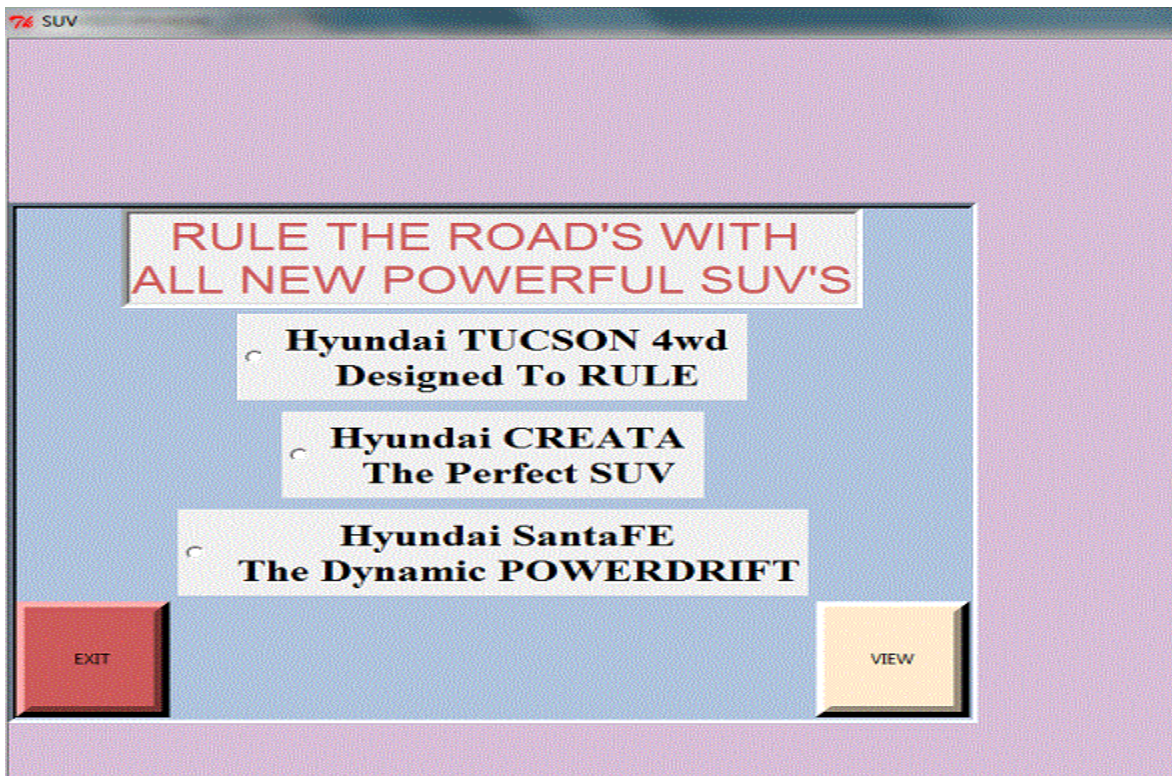 SUV
RULE THE ROAD'S WITH
ALL NEW POWERFUL SUV'S
Hyundai TUCSON 4wd
Designed To RULE
Hyundai CREATA
The Perfect SUV
Hyundai SantaFE
The Dynamic POWERDRIFT
EXIT
VIEW